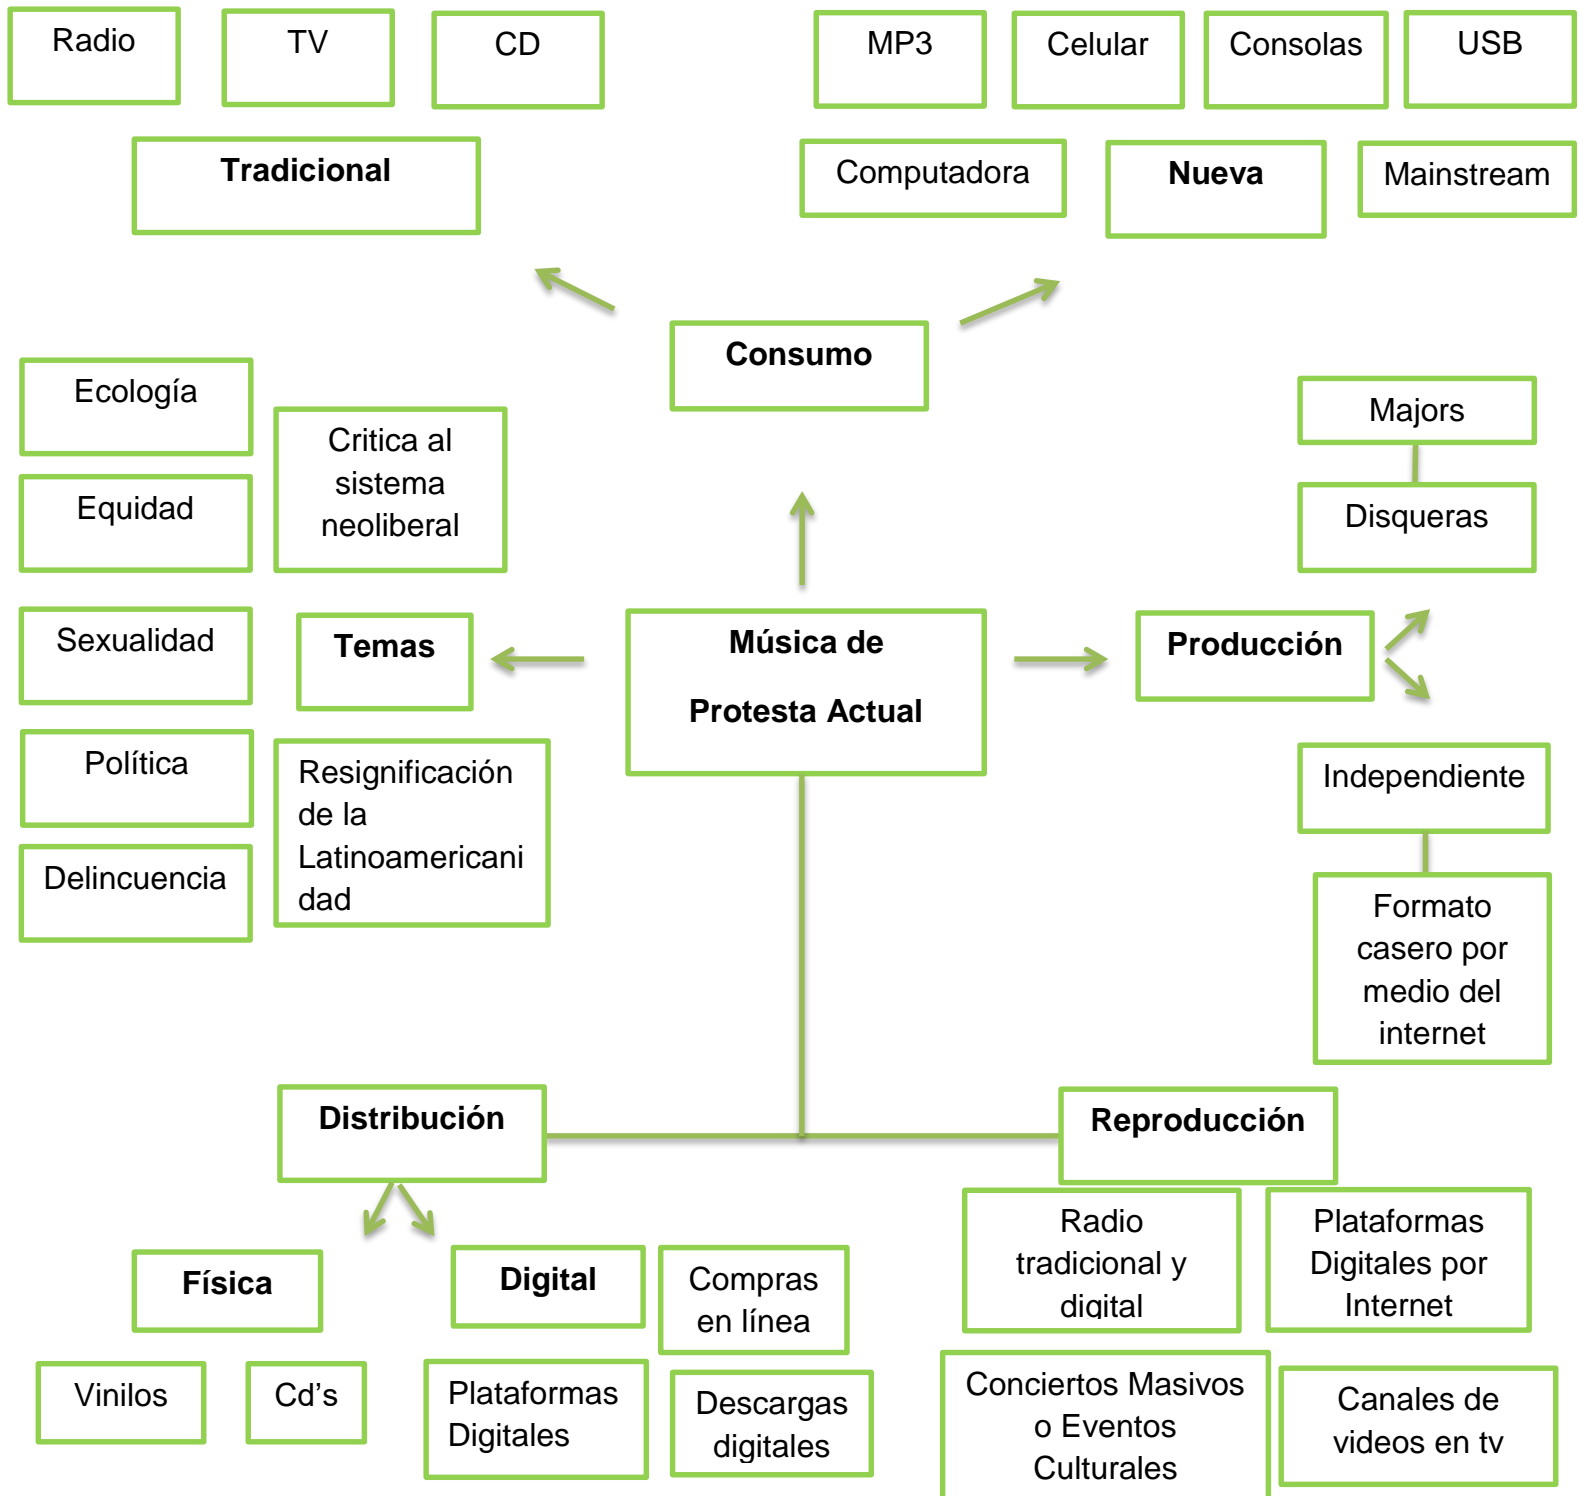 Radio
TV
CD
MP3
Celular
Consolas
USB
Tradicional
Computadora
Nueva
Mainstream
Consumo
Ecología
Critica al
sistema
neoliberal
Equidad
Majors
Disqueras
Sexualidad
Temas
Música de
Protesta Actual
Producción
Política
Resignificación
de la
Latinoamericani
dad
Delincuencia
Independiente
Formato
casero por
medio del
internet
Distribución
Reproducción
Física
Digital
Compras
en línea
Radio
tradicional y
digital
Plataformas
Digitales por
Internet
Vinilos
Cd’s
Plataformas
Digitales
Descargas
digitales
Conciertos Masivos
o Eventos
Culturales
Canales de
videos en tv